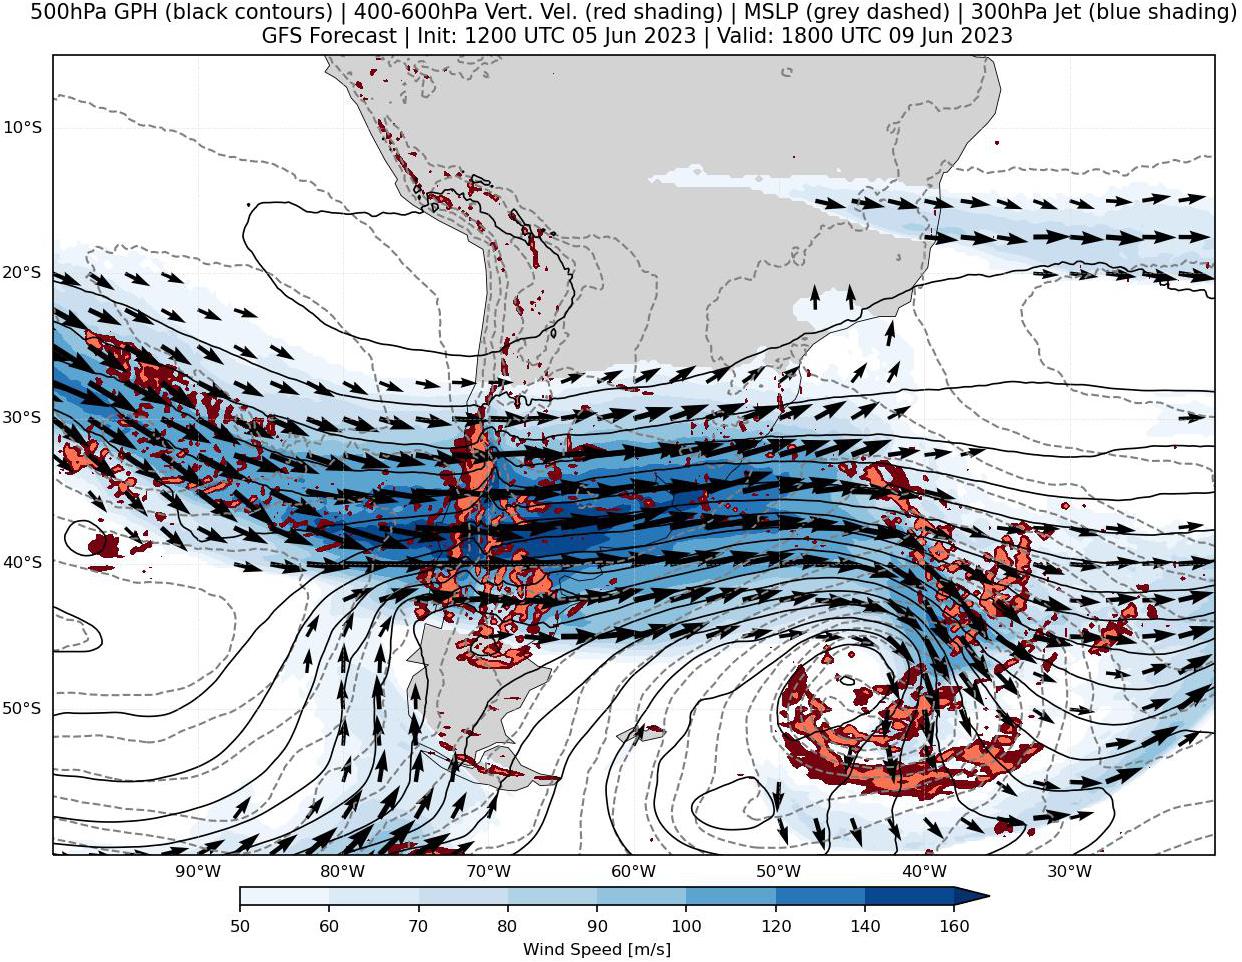 500hPa GPH (black contours) | 400-600hPa Vert. Vel. (red shading) | MSLP (grey dashed) | 300hPa Jet (blue shading)
GFS Forecast | Init: 1200 UTC 05 Jun 2023 | Valid: 1800 UTC 09 Jun 2023
10°S
20°S
30°S
40°S
50°S
90°W 80°W 70°W 60°W 50°W 40°W 30°W
50 60 70 80 90 100 120 140 160
Wind Speed [m/s]